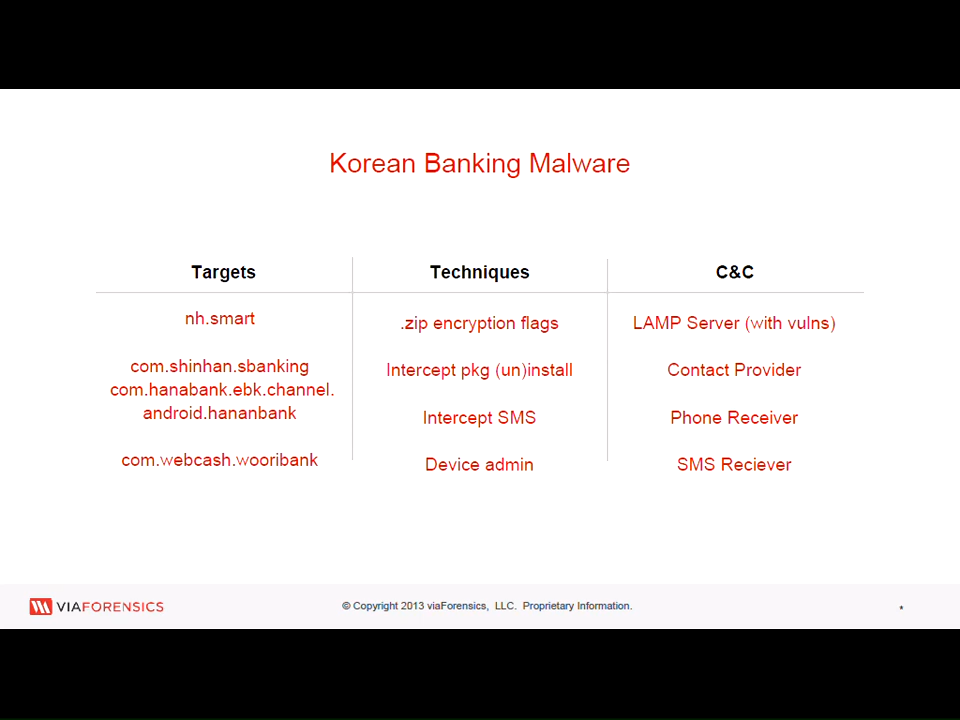 Korean Banking Malware
Targets
Techniques
C&C
nh.smart
.zip encryption flags
LAMP Server (with vulns)
com.shinhan.sbanking
Intercept pkg (un)install
Contact Provider
com.hanabank.ebk.channel.
android.hananbank
Intercept SMS
Phone Receiver
com.webcash.wooribank
Device admin
SMS Reciever
VIAFORENSICS
© Copyright 2013 viaForensics, LLC. Proprietary Information.
*